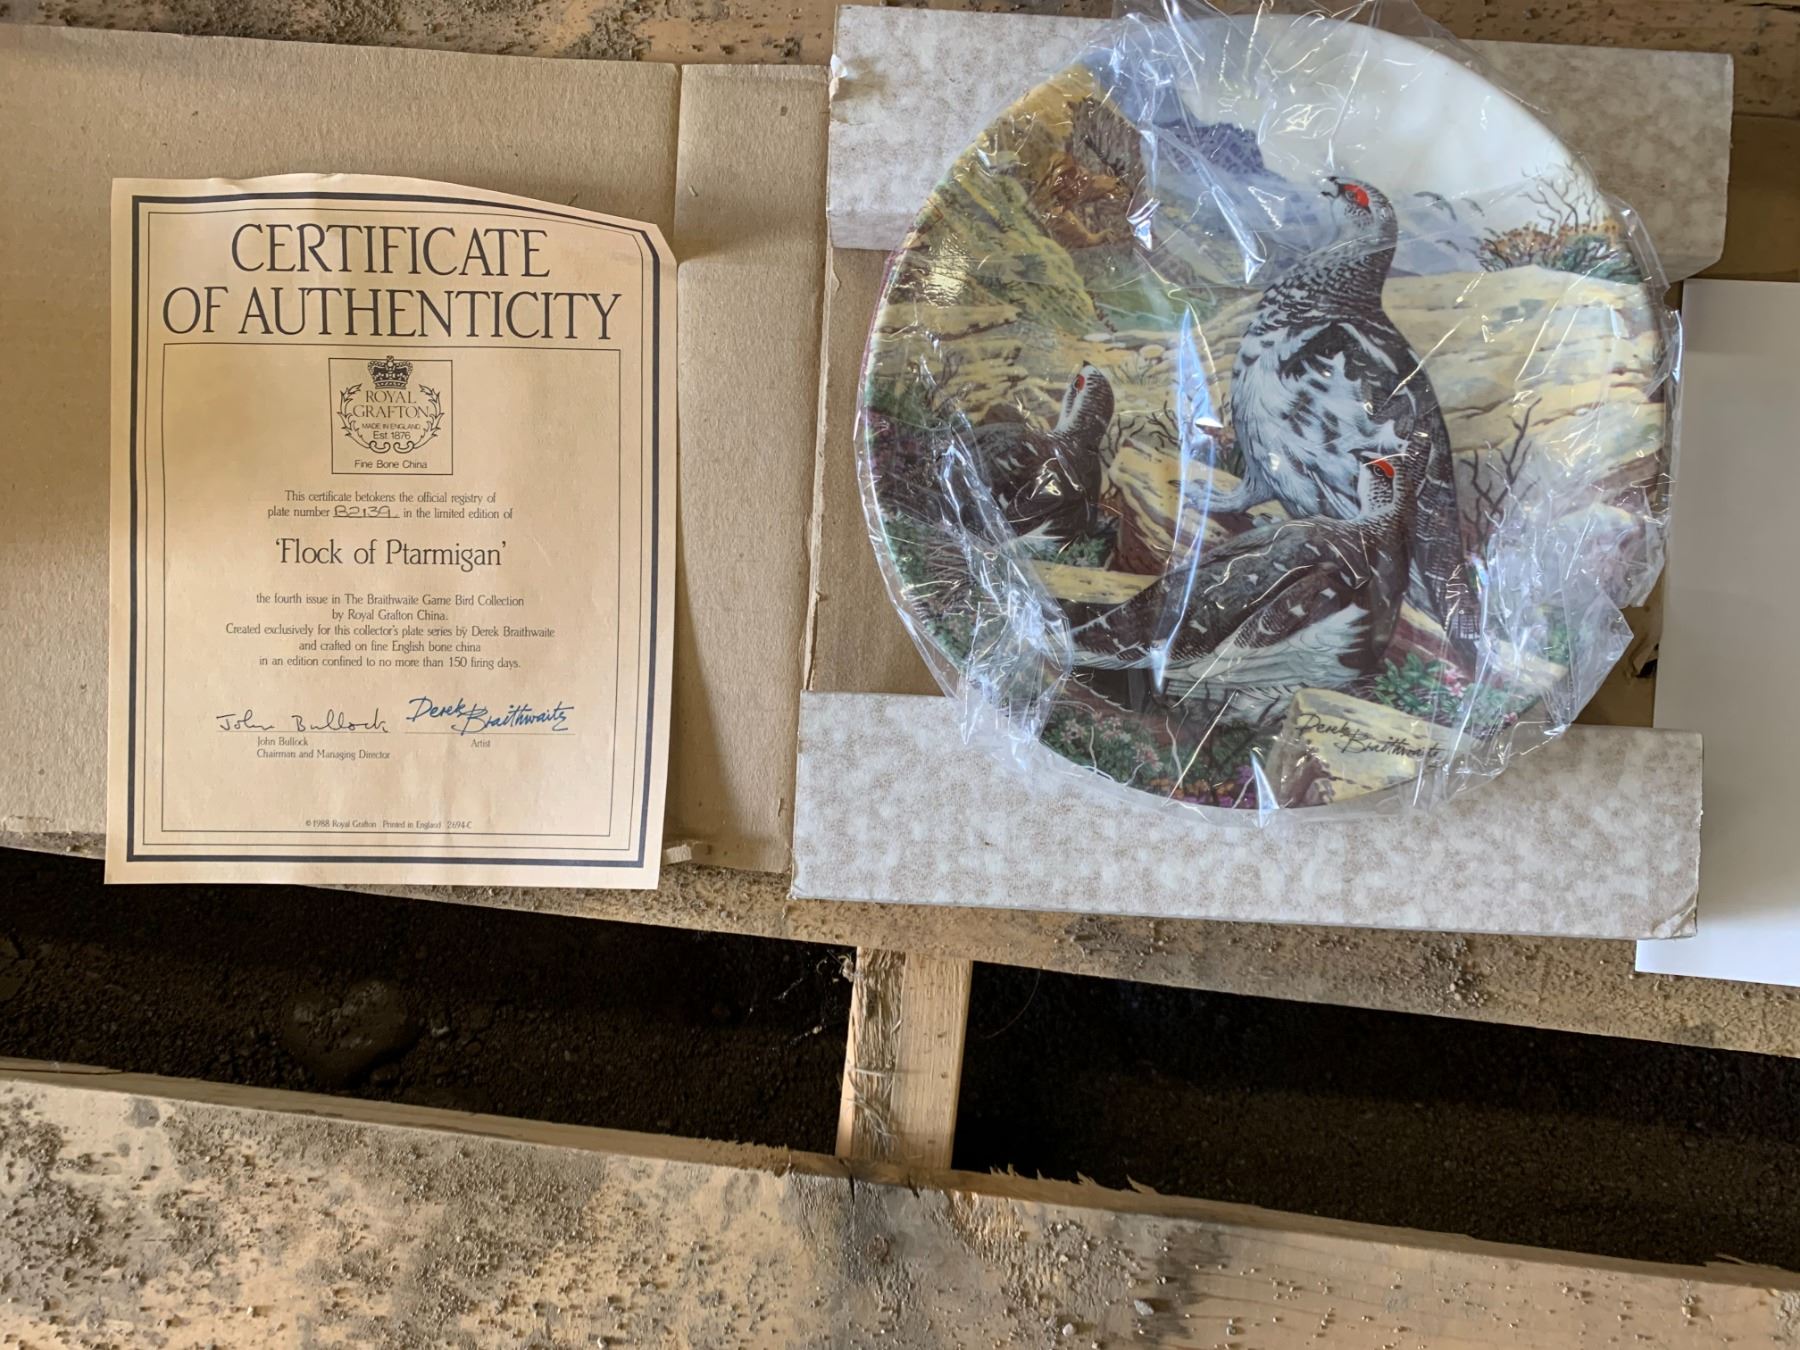 CERTIFICATE
OF AUTHENTICITY
ROYAL
GRAFTON
MADE IN ENGLAND
Est. 1876
Fine Bone China
This certificate betokens the official registry of
plate number B2139 in the limited edition of
'Flock of Ptarmigan'
the fourth issue in The Braithwaite Game Bird Collection
by Royal Grafton China.
Created exclusively for this collector's plate series by Derek Braithwaite
and crafted on fine English bone china
in an edition confined to no more than 150 firing days.
John Bullock
Derek Braithwaite
John Bullock
Chairman and Managing Director
Artist
©1988 Royal Grafton Printed in England 2694-C
Derek
Braithwaite